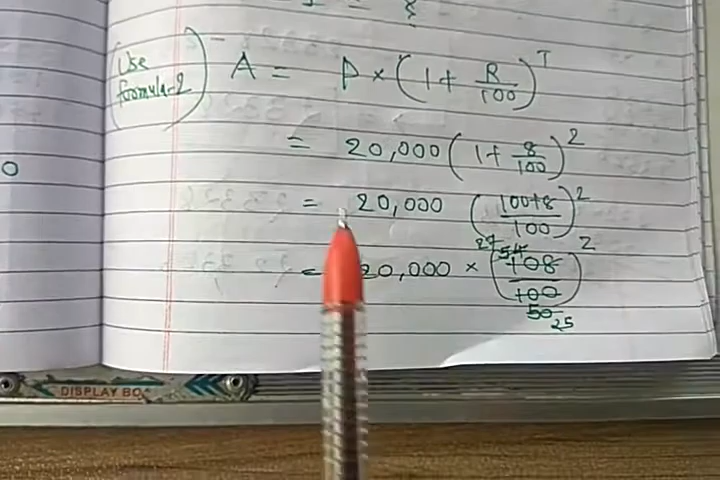 (Use formula-2) A = P × (1 + R/100)^T
= 20,000 (1 + 8/100)^2
= 20,000 (100+8/100)^2
= 20,000 × (108/100)^2
27 54
50 25
0
DISPLAY BO